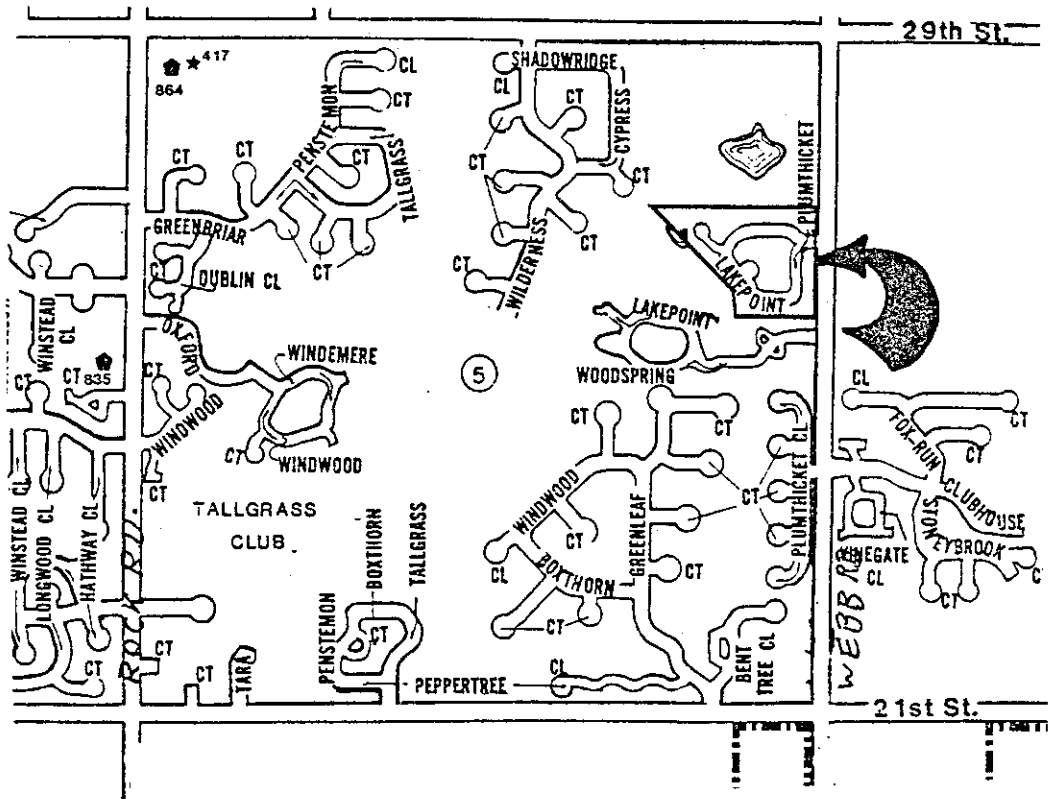 29th St.
★417
864
CL
SHADOWRIDGE
CL
PENSTEMON
CT
CT
CYPRESS
CT
CT
CT
CT
CT
CT
TALLGRASS
PLUMTHICKET
GREENBRIAR
CT
CT
CT
WILDERNESS
CT
DUBLIN CL
CT
LAKEPOINT
LAKEPOINT
OXFORD
WINSTEAD CL
WINDEMERE
5
WOODSPRING
CT 835
CT
CT
CL
WINDWOOD
CT
CT
CT
FOX-RUN
CT
CT
CT
WINDWOOD
CT
WINDWOOD
CT
PLUMTHICKET CL
CLUBHOUSE
TALLGRASS
CLUB
WINSTEAD CL
LONGWOOD CL
HATHWAY CL
ROCK RD.
BOXTHORN
TALLGRASS
CL
CT
BOXTHORN
GREENLEAF
CT
STONEYBROOK
CL
CT
WEBB RD
PENSTEMON
CT
CT
BENT TREE CL
CT
CT
CT
TARA
PEPPERTREE
CL
21st St.